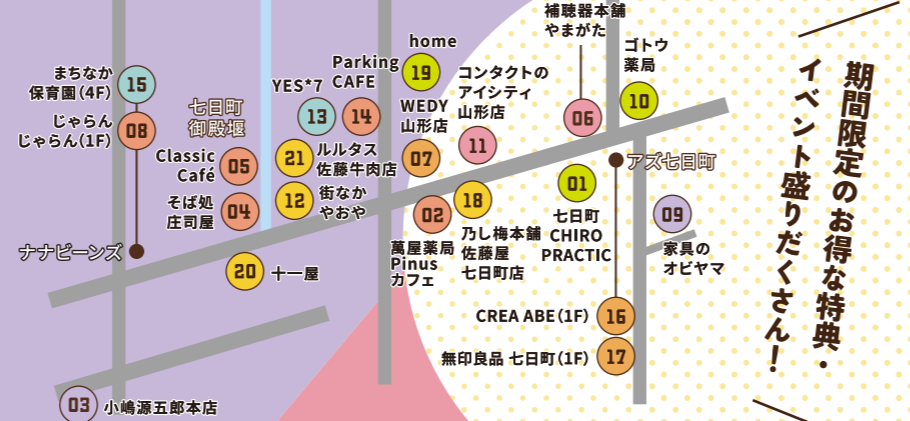 まちなか
保育園(4F)
15
じゃらん
じゃらん(1F)
08
ナナビーンズ
七日町
御殿堰
Classic
Café
05
そば処
庄司屋
04
YES*7
13
Parking
CAFE
14
home
19
21
ルルタス
佐藤牛肉店
12
街なか
やおや
WEDY
山形店
07
コンタクトの
アイシティ
山形店
11
補聴器本舗
やまがた
06
ゴトウ
薬局
10
20
十一屋
02
萬屋薬局
Pinus
カフェ
18
乃し梅本舗
佐藤屋
七日町店
01
七日町
CHIRO
PRACTIC
アズ七日町
09
家具の
オビヤマ
CREA ABE(1F)
16
無印良品 七日町(1F)
17
03
小嶋源五郎本店
期間限定のお得な特典・
イベント盛りだくさん!